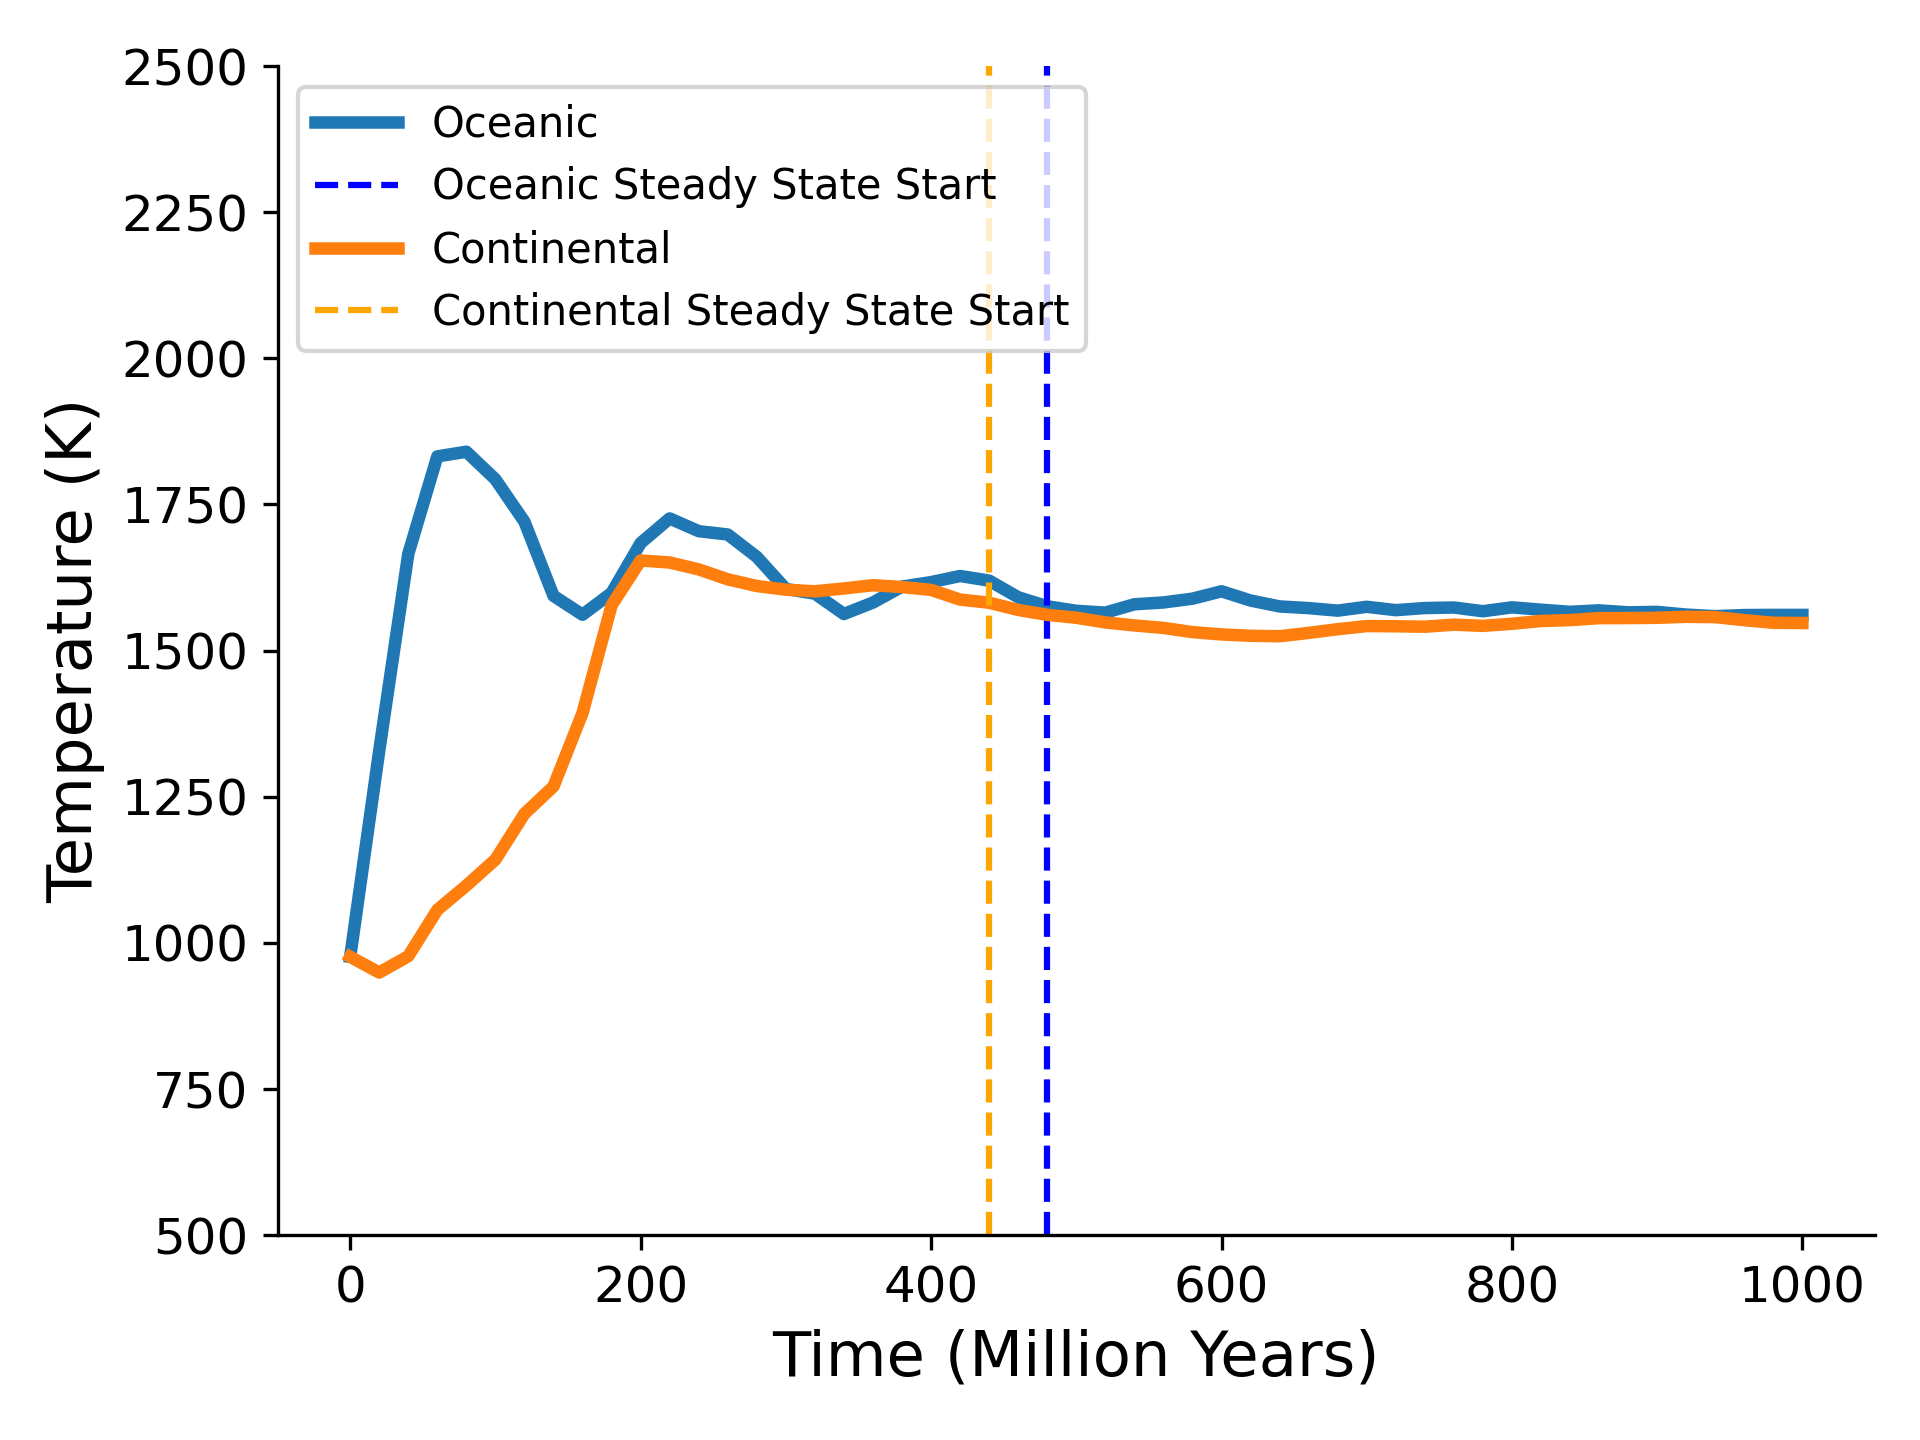 2500
2250
2000
1750
1500
1250
1000
750
500
Temperature (K)
Oceanic
Oceanic Steady State Start
Continental
Continental Steady State Start
0 200 400 600 800 1000
Time (Million Years)